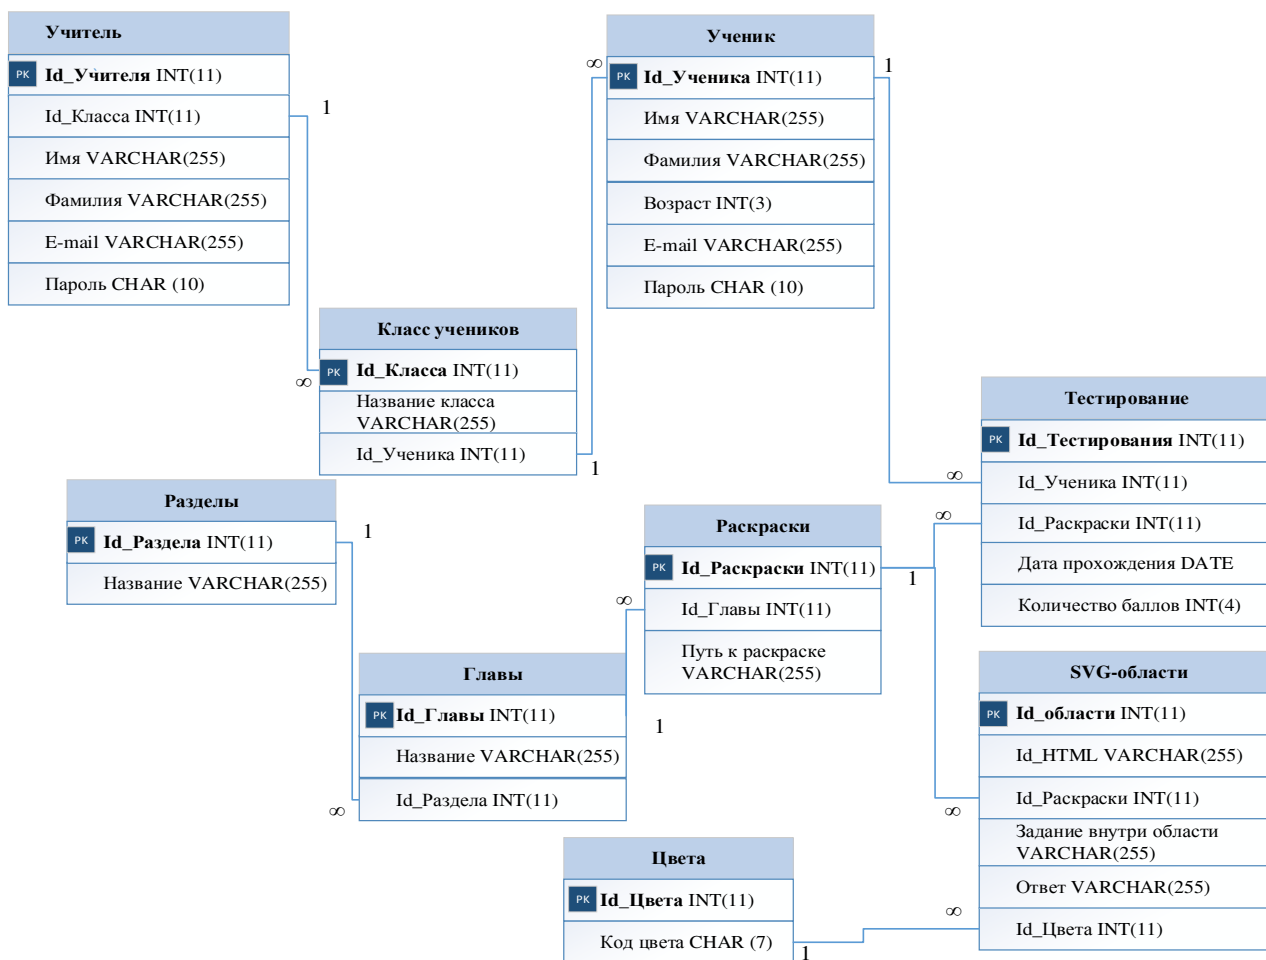 Учитель
PK Id_Учителя INT(11)
Id_Класса INT(11)
Имя VARCHAR(255)
Фамилия VARCHAR(255)
E-mail VARCHAR(255)
Пароль CHAR (10)
1
∞
Ученик
PK Id_Ученика INT(11)
Имя VARCHAR(255)
Фамилия VARCHAR(255)
Возраст INT(3)
E-mail VARCHAR(255)
Пароль CHAR (10)
∞
1
Класс учеников
PK Id_Класса INT(11)
Название класса
VARCHAR(255)
Id_Ученика INT(11)
1
Тестирование
PK Id_Тестирования INT(11)
Id_Ученика INT(11)
Id_Раскраски INT(11)
Дата прохождения DATE
Количество баллов INT(4)
∞
∞
Разделы
PK Id_Раздела INT(11)
Название VARCHAR(255)
1
Раскраски
PK Id_Раскраски INT(11)
Id_Главы INT(11)
Путь к раскраске
VARCHAR(255)
∞
1
Главы
PK Id_Главы INT(11)
Название VARCHAR(255)
Id_Раздела INT(11)
1
∞
SVG-области
PK Id_области INT(11)
Id_HTML VARCHAR(255)
Id_Раскраски INT(11)
Задание внутри области
VARCHAR(255)
Ответ VARCHAR(255)
Id_Цвета INT(11)
∞
∞
Цвета
PK Id_Цвета INT(11)
Код цвета CHAR (7)
1